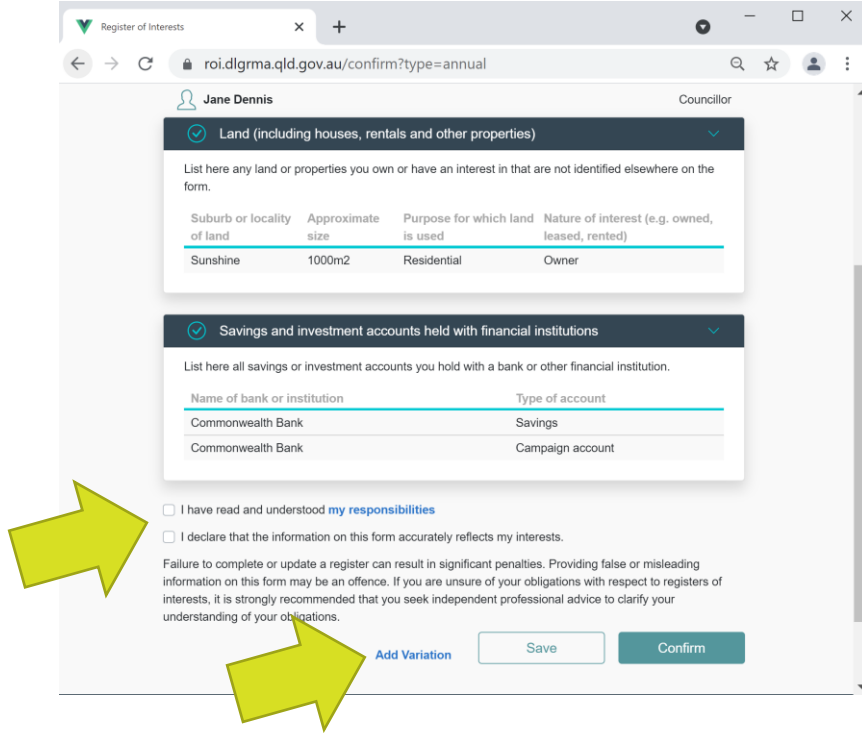 Register of Interests
roi.dlgrma.qld.gov.au/confirm?type=annual
Jane Dennis Councillor
Land (including houses, rentals and other properties)
List here any land or properties you own or have an interest in that are not identified elsewhere on the
form.
Suburb or locality Approximate Purpose for which land Nature of interest (e.g. owned,
of land size is used leased, rented)
Sunshine 1000m2 Residential Owner
Savings and investment accounts held with financial institutions
List here all savings or investment accounts you hold with a bank or other financial institution.
Name of bank or institution Type of account
Commonwealth Bank Savings
Commonwealth Bank Campaign account
I have read and understood my responsibilities
I declare that the information on this form accurately reflects my interests.
Failure to complete or update a register can result in significant penalties. Providing false or misleading
information on this form may be an offence. If you are unsure of your obligations with respect to registers of
interests, it is strongly recommended that you seek independent professional advice to clarify your
understanding of your obligations.
Add Variation Save Confirm